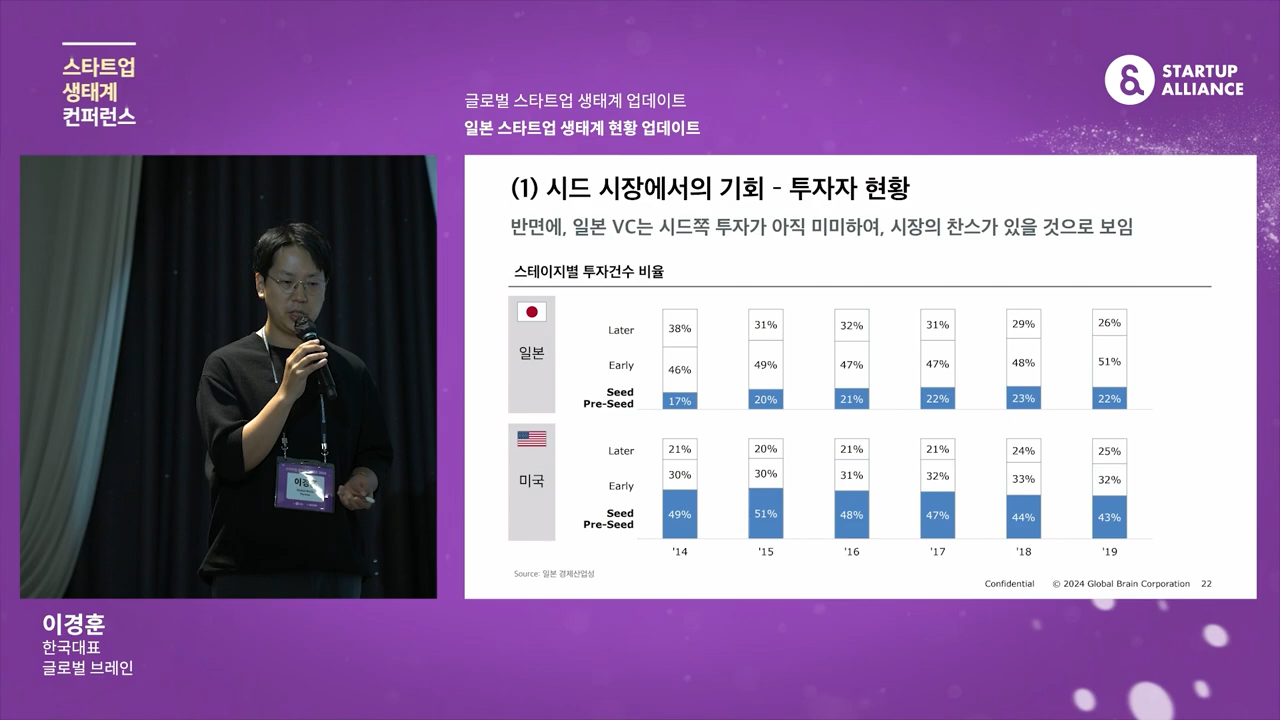 스타트업
생태계
컨퍼런스
STARTUP
ALLIANCE
글로벌 스타트업 생태계 업데이트
일본 스타트업 생태계 현황 업데이트
(1) 시드 시장에서의 기회 - 투자자 현황
반면에, 일본 VC는 시드쪽 투자가 아직 미미하여, 시장의 찬스가 있을 것으로 보임
스테이지별 투자건수 비율
일본
Later 38% 31% 32% 31% 29% 26%
Early 46% 49% 47% 47% 48% 51%
Seed
Pre-Seed 17% 20% 21% 22% 23% 22%
미국
Later 21% 20% 21% 21% 24% 25%
Early 30% 30% 31% 32% 33% 32%
Seed
Pre-Seed 49% 51% 48% 47% 44% 43%
'14 '15 '16 '17 '18 '19
Source: 일본 경제산업성
Confidential © 2024 Global Brain Corporation 22
이경훈
이경훈
한국대표
글로벌 브레인